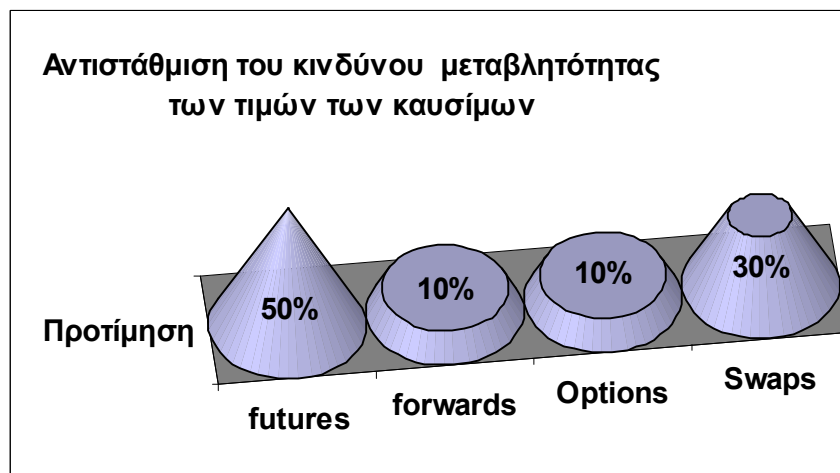 Αντιστάθμιση του κινδύνου μεταβλητότητας
των τιμών των καυσίμων
50%
10%
10%
30%
Προτίμηση
futures
forwards
Options
Swaps